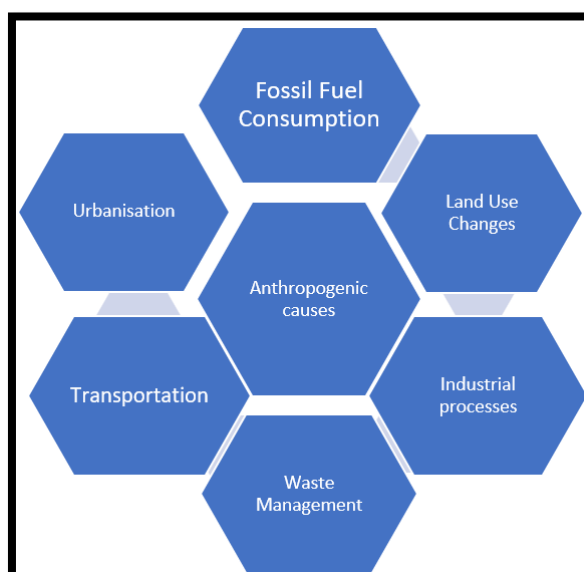 Fossil Fuel
Consumption
Urbanisation
Land Use
Changes
Anthropogenic
causes
Transportation
Industrial
processes
Waste
Management